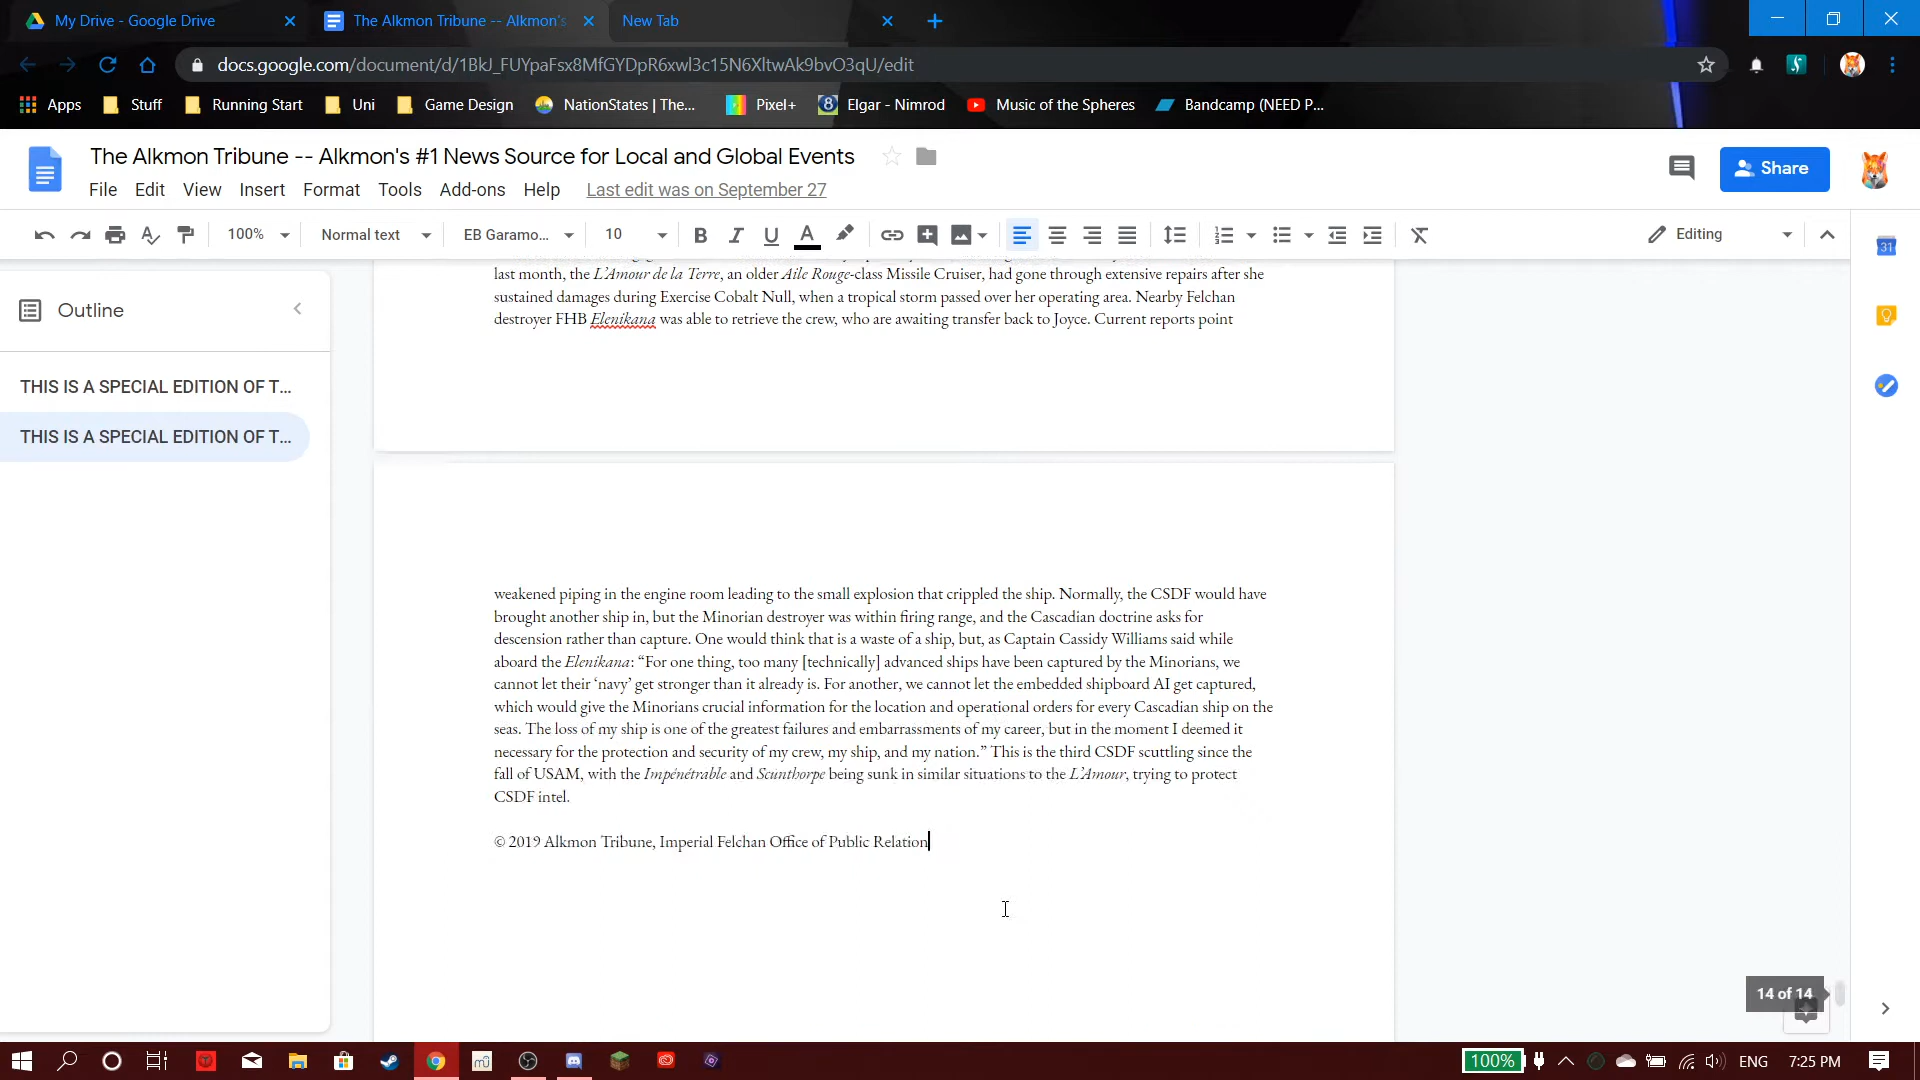 My Drive - Google Drive
The Alkmon Tribune -- Alkmon's
New Tab
docs.google.com/document/d/1BkJ_FUYpaFsx8MfGYDpR6xwl3c15N6XltwAk9bvO3qU/edit
Apps
Stuff
Running Start
Uni
Game Design
NationStates | The...
Pixel+
Elgar - Nimrod
Music of the Spheres
Bandcamp (NEED P...
The Alkmon Tribune -- Alkmon's #1 News Source for Local and Global Events
Share
File Edit View Insert Format Tools Add-ons Help Last edit was on September 27
100% Normal text EB Garamo... 10 Editing
31
Outline
THIS IS A SPECIAL EDITION OF T...
THIS IS A SPECIAL EDITION OF T...
last month, the L'Amour de la Terre, an older Aile Rouge-class Missile Cruiser, had gone through extensive repairs after she
sustained damages during Exercise Cobalt Null, when a tropical storm passed over her operating area. Nearby Felchan
destroyer FHB Elenikana was able to retrieve the crew, who are awaiting transfer back to Joyce. Current reports point
weakened piping in the engine room leading to the small explosion that crippled the ship. Normally, the CSDF would have
brought another ship in, but the Minorian destroyer was within firing range, and the Cascadian doctrine asks for
descension rather than capture. One would think that is a waste of a ship, but, as Captain Cassidy Williams said while
aboard the Elenikana: “For one thing, too many [technically] advanced ships have been captured by the Minorians, we
cannot let their ‘navy’ get stronger than it already is. For another, we cannot let the embedded shipboard AI get captured,
which would give the Minorians crucial information for the location and operational orders for every Cascadian ship on the
seas. The loss of my ship is one of the greatest failures and embarrassments of my career, but in the moment I deemed it
necessary for the protection and security of my crew, my ship, and my nation.” This is the third CSDF scuttling since the
fall of USAM, with the Impénétrable and Scunthorpe being sunk in similar situations to the L’Amour, trying to protect
CSDF intel.
© 2019 Alkmon Tribune, Imperial Felchan Office of Public Relation
14 of 14
100% ENG 7:25 PM